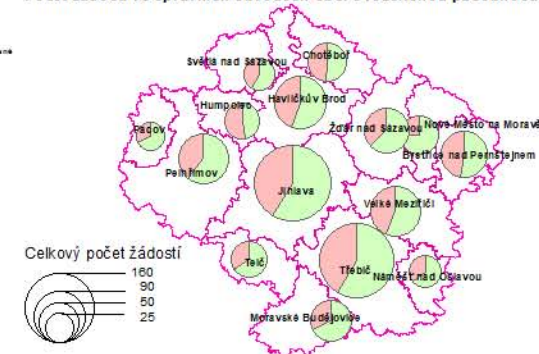 Světlá nad Sázavou
Chotěboř
Havlíčkův Brod
Humpolec
Pacov
Žďár nad Sázavou
Nové Město na Moravě
Bystřice nad Pernštejnem
Pelhřimov
Jihlava
Velké Meziříčí
Telč
Třebíč
Náměšť nad Oslavou
Moravské Budějovice
Celkový počet žádostí
160
90
50
25